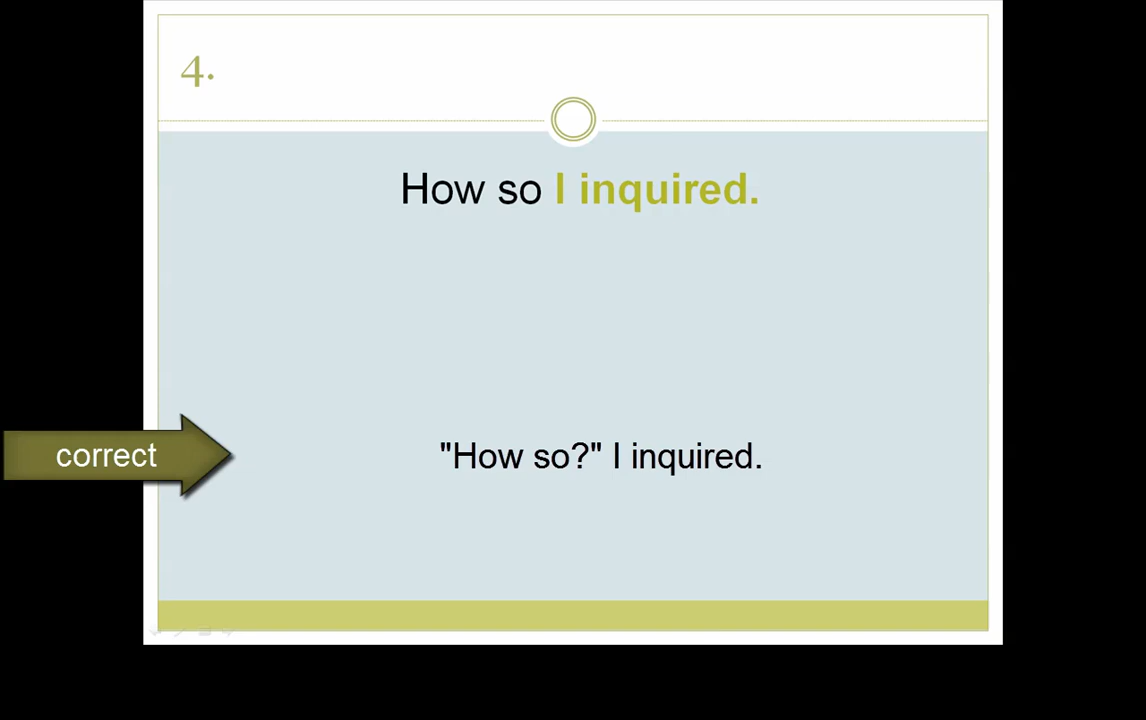 4.
How so I inquired.
correct
"How so?" I inquired.